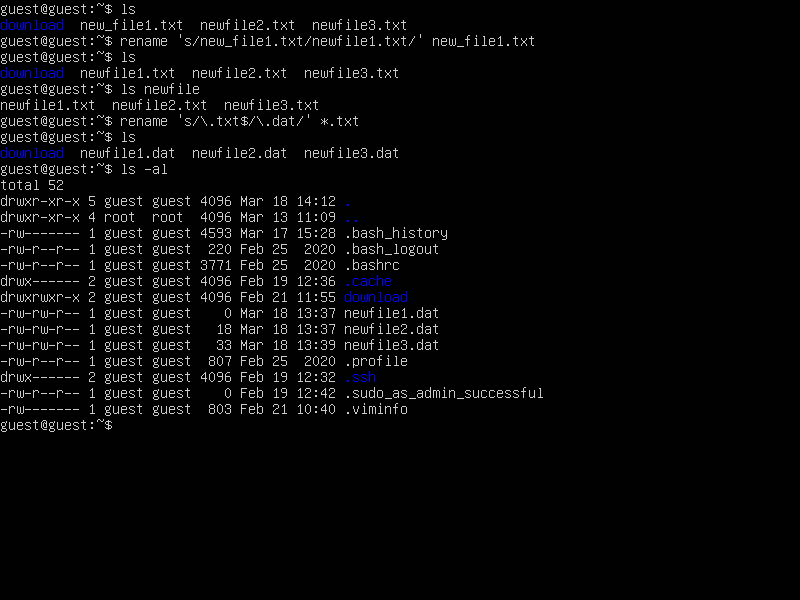 guest@guest:~$ ls
download  new_file1.txt  newfile2.txt  newfile3.txt
guest@guest:~$ rename 's/new_file1.txt/newfile1.txt/' new_file1.txt
guest@guest:~$ ls
download  newfile1.txt  newfile2.txt  newfile3.txt
guest@guest:~$ ls newfile
newfile1.txt  newfile2.txt  newfile3.txt
guest@guest:~$ rename 's/\.txt$/\.dat/' *.txt
guest@guest:~$ ls
download  newfile1.dat  newfile2.dat  newfile3.dat
guest@guest:~$ ls -al
total 52
drwxr-xr-x 5 guest guest 4096 Mar 18 14:12 .
drwxr-xr-x 4 root  root  4096 Mar 13 11:09 ..
-rw------- 1 guest guest 4593 Mar 17 15:28 .bash_history
-rw-r--r-- 1 guest guest  220 Feb 25  2020 .bash_logout
-rw-r--r-- 1 guest guest 3771 Feb 25  2020 .bashrc
drwx------ 2 guest guest 4096 Feb 19 12:36 .cache
drwxrwxr-x 2 guest guest 4096 Feb 21 11:55 download
-rw-rw-r-- 1 guest guest    0 Mar 18 13:37 newfile1.dat
-rw-rw-r-- 1 guest guest   18 Mar 18 13:37 newfile2.dat
-rw-rw-r-- 1 guest guest   33 Mar 18 13:39 newfile3.dat
-rw-r--r-- 1 guest guest  807 Feb 25  2020 .profile
drwx------ 2 guest guest 4096 Feb 19 12:32 .ssh
-rw-r--r-- 1 guest guest    0 Feb 19 12:42 .sudo_as_admin_successful
-rw------- 1 guest guest  803 Feb 21 10:40 .viminfo
guest@guest:~$